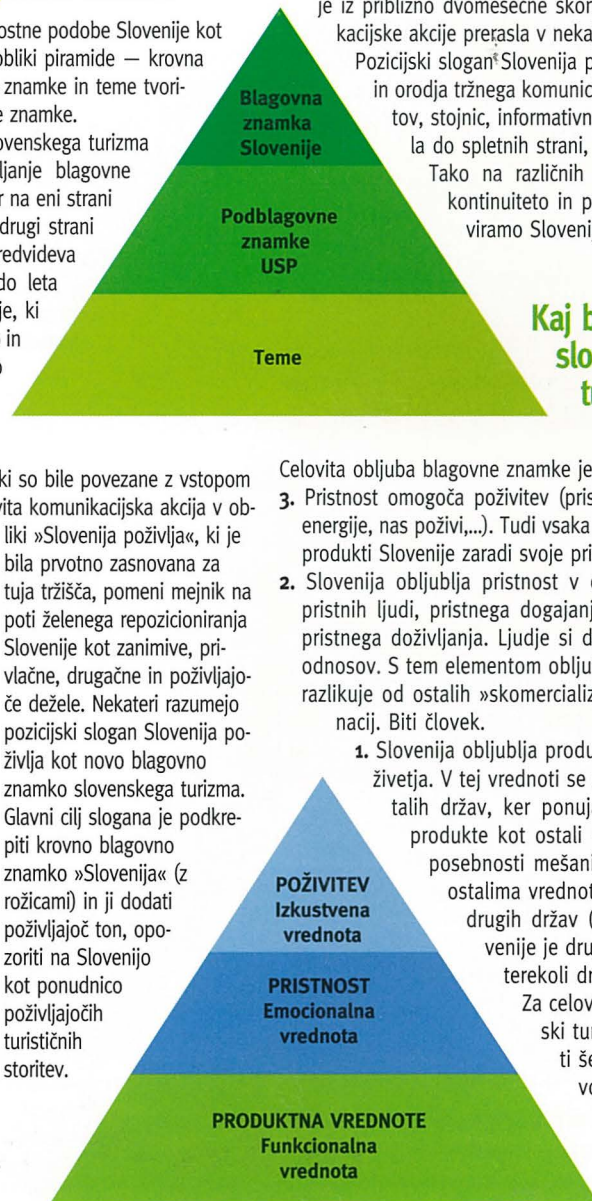 ostne podobe Slovenije kot
obliki piramide — krovna
znamke in teme tvori-
e znamke.
ovenskega turizma
ljanje blagovne
r na eni strani
drugi strani
redvideva
do leta
je, ki
in
Blagovna
znamka
Slovenije
Podblagovne
znamke
USP
Teme
je iz približno dvomesečne
kacijske akcije prerasla v neka
Pozicijski slogan Slovenija p
in orodja tržnega komunic
tov, stojnic, informativn
la do spletnih strani,
Tako na različnih
kontinuiteto in p
viramo Slovenij
Kaj b
slo
tu
ki so bile povezane z vstopom
vita komunikacijska akcija v ob-
liki »Slovenija poživlja«, ki je
bila prvotno zasnovana za
tuja tržišča, pomeni mejnik na
poti želenega repozicioniranja
Slovenije kot zanimive, pri-
vlačne, drugačne in poživljajo-
če dežele. Nekateri razumejo
pozicijski slogan Slovenija po-
življa kot novo blagovno
znamko slovenskega turizma.
Glavni cilj slogana je podkre-
piti krovno blagovno
znamko »Slovenija« (z
rožicami) in ji dodati
poživljajoč ton, opo-
zoriti na Slovenijo
kot ponudnico
poživljajočih
turističnih
storitev.
Celovita obljuba blagovne znamke je
3. Pristnost omogoča poživitev (pris
energije, nas poživi,...). Tudi vsaka
produkti Slovenije zaradi svoje pri
2. Slovenija obljublja pristnost v
pristnih ljudi, pristnega dogajanj
pristnega doživljanja. Ljudje si d
odnosov. S tem elementom oblju
razlikuje od ostalih »skomercializ
nacij. Biti človek.
1. Slovenija obljublja produ
živetja. V tej vrednoti se
talih držav, ker ponuj
produkte kot ostali
posebnosti mešani
ostalima vrednot
drugih držav (
venije je dru
terekoli dr
Za celov
ski tur
ti še
vo
POŽIVITEV
Izkustvena
vrednota
PRISTNOST
Emocionalna
vrednota
PRODUKTNA VREDNOTE
Funkcionalna
vrednota